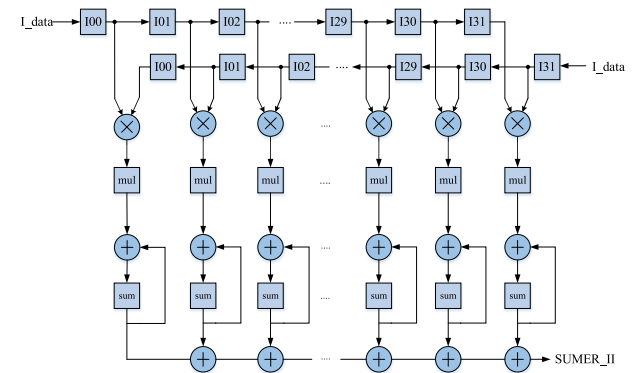 I_data I00 I01 I02 .... I29 I30 I31
I00 I01 I02 .... I29 I30 I31 I_data
....
mul mul mul .... mul mul mul
....
sum sum sum .... sum sum sum
.... SUMER_II